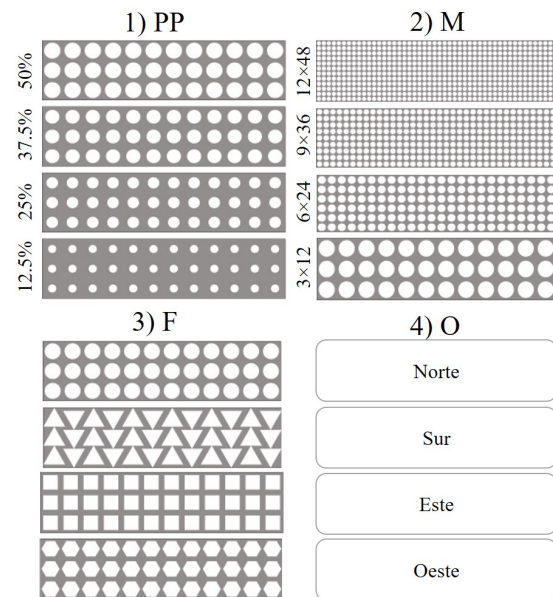 1) PP
50%
37.5%
25%
12.5%
2) M
12×48
9×36
6×24
3×12
3) F
4) O
Norte
Sur
Este
Oeste